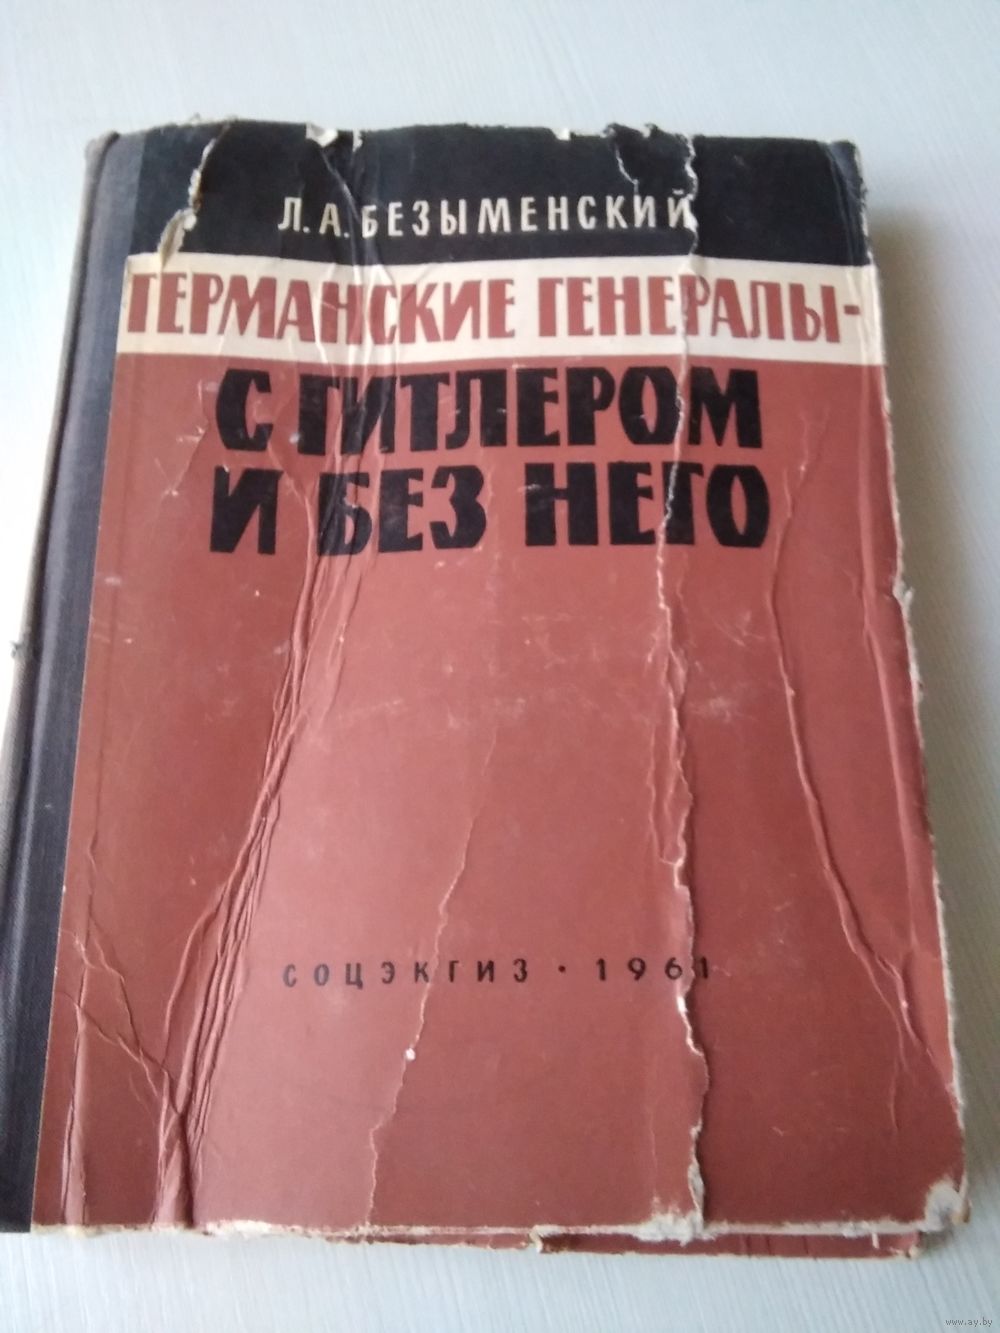 Л. А. БЕЗЫМЕНСКИЙ
ГЕРМАНСКИЕ ГЕНЕРАЛЫ-
С ГИТЛЕРОМ
И БЕЗ НЕГО
СОЦЭКГИЗ · 1961
www.ay.by